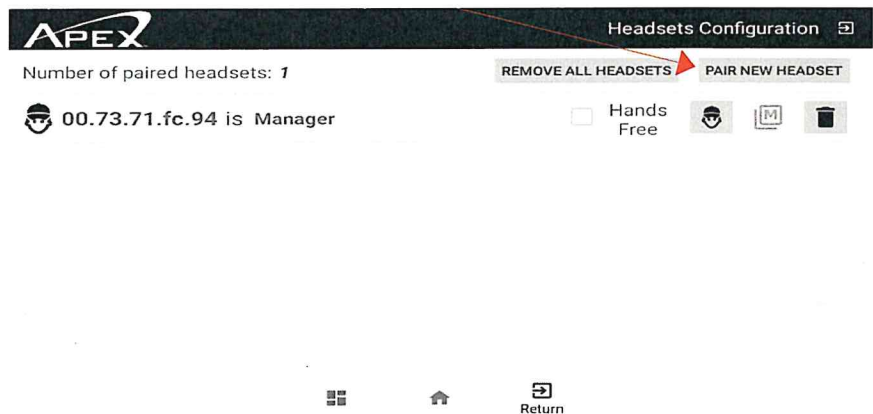 APEX
Headsets Configuration
Number of paired headsets: 1
REMOVE ALL HEADSETS
PAIR NEW HEADSET
00.73.71.fc.94 is Manager
Hands Free
M
Return